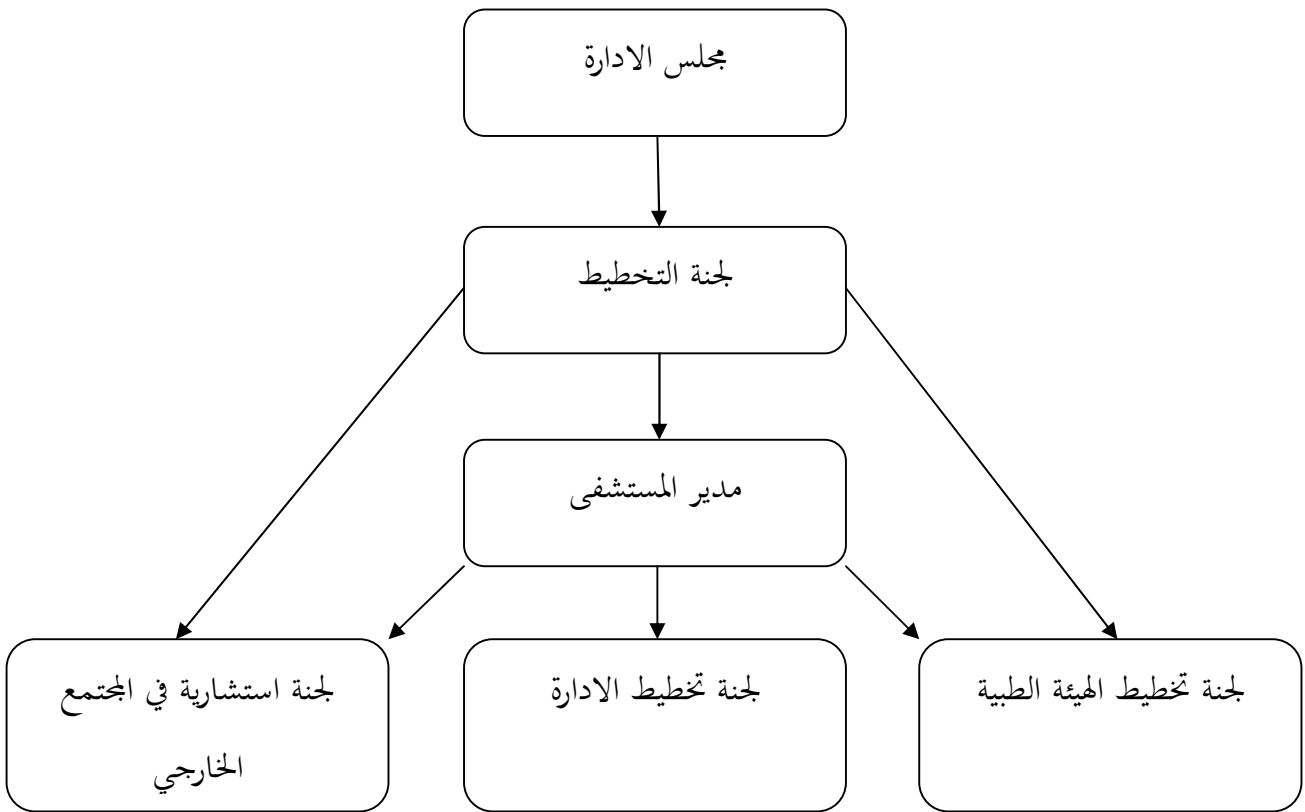 مجلس الادارة
لجنة التخطيط
مدير المستشفى
لجنة تخطيط الهيئة الطبية
لجنة تخطيط الادارة
لجنة استشارية في المجتمع
الخارجي